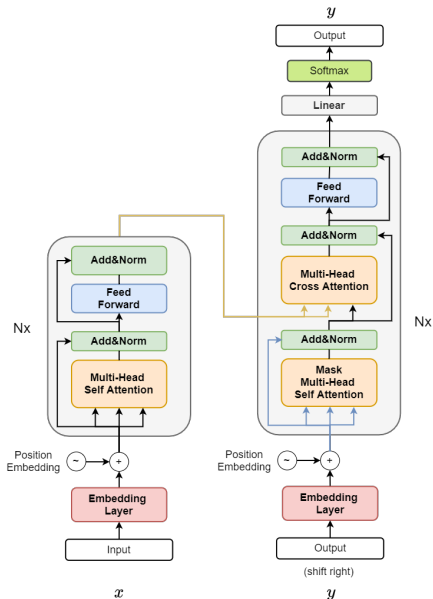 y
Output
Softmax
Linear
Add&Norm
Feed
Forward
Add&Norm
Multi-Head
Cross Attention
Nx
Add&Norm
Mask
Multi-Head
Self Attention
Position
Embedding
~
+
Embedding
Layer
Output
(shift right)
y
Add&Norm
Feed
Forward
Nx
Add&Norm
Multi-Head
Self Attention
Position
Embedding
~
+
Embedding
Layer
Input
x